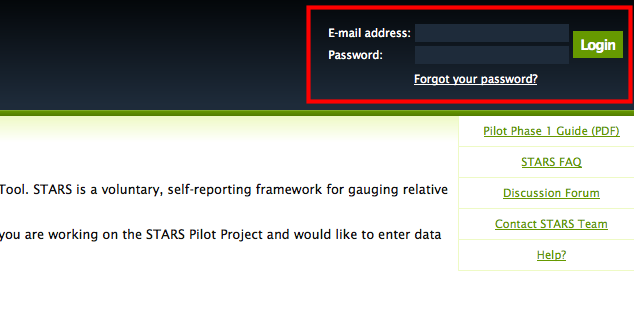 E-mail address:
Login
Password:
Forgot your password?
Pilot Phase 1 Guide (PDF)
STARS FAQ
Discussion Forum
Contact STARS Team
Help?
Tool. STARS is a voluntary, self-reporting framework for gauging relative
you are working on the STARS Pilot Project and would like to enter data